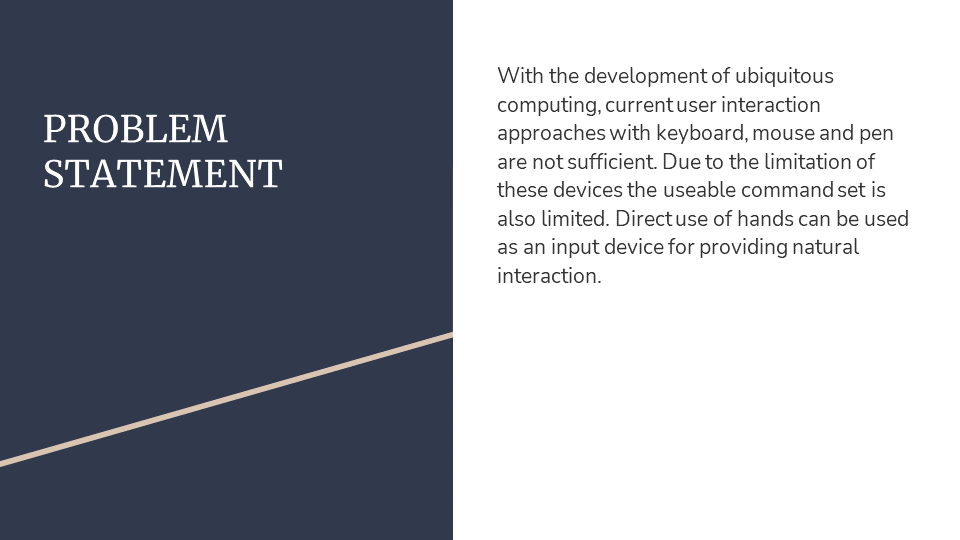 PROBLEM
STATEMENT
With the development of ubiquitous
computing, current user interaction
approaches with keyboard, mouse and pen
are not sufficient. Due to the limitation of
these devices the useable command set is
also limited. Direct use of hands can be used
as an input device for providing natural
interaction.